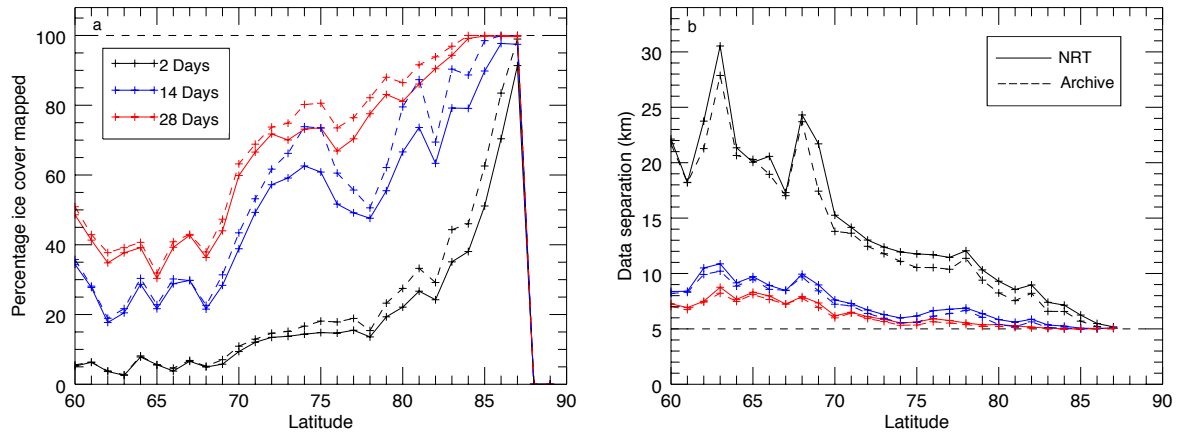 a
2 Days
14 Days
28 Days
Percentage ice cover mapped
100
80
60
40
20
0
60 65 70 75 80 85 90
Latitude
b
NRT
Archive
Data separation (km)
30
25
20
15
10
5
0
60 65 70 75 80 85 90
Latitude